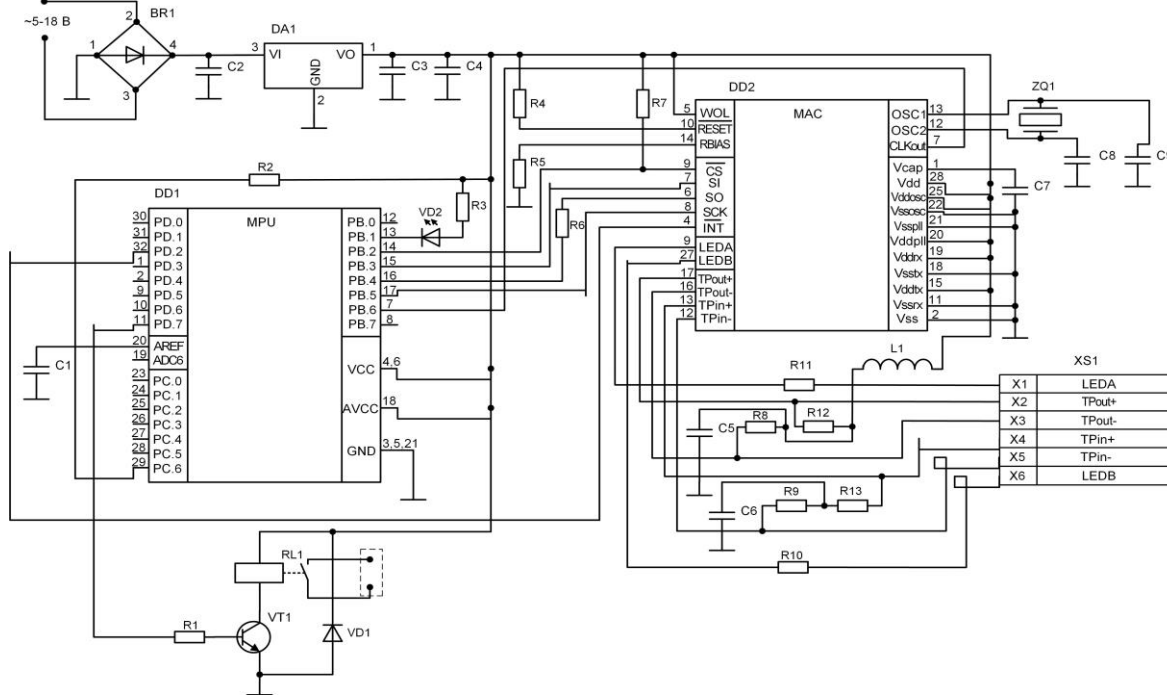 ~5-18 В
BR1
2
1
4
3
C2
DA1
3
VI
VO
1
GND
2
C3
C4
R4
R7
R5
R6
R2
R3
VD2
DD1
MPU
30 PD.0
31 PD.1
32 PD.2
1 PD.3
2 PD.4
9 PD.5
10 PD.6
11 PD.7
20 AREF
19 ADC6
23 PC.0
24 PC.1
25 PC.2
26 PC.3
27 PC.4
28 PC.5
29 PC.6
PB.0 12
PB.1 13
PB.2 14
PB.3 15
PB.4 16
PB.5 17
PB.6 7
PB.7 8
VCC 4,6
AVCC 18
GND 3,5,21
C1
DD2
MAC
5 WOL
10 RESET
14 RBIAS
9 CS
7 SI
6 SO
8 SCK
4 INT
9 LEDA
27 LEDB
17 TPout+
16 TPout-
13 TPin+
12 TPin-
OSC1 13
OSC2 12
CLKout 7
Vcap 1
Vdd 28
Vddosc 25
Vssosc 22
Vsspll 21
Vddpll 20
Vddrx 19
Vsstx 18
Vddtx 15
Vssrx 11
Vss 2
ZQ1
C8
C7
L1
R11
R8
R12
C5
R9
R13
C6
R10
XS1
X1 LEDA
X2 TPout+
X3 TPout-
X4 TPin+
X5 TPin-
X6 LEDB
RL1
VT1
R1
VD1